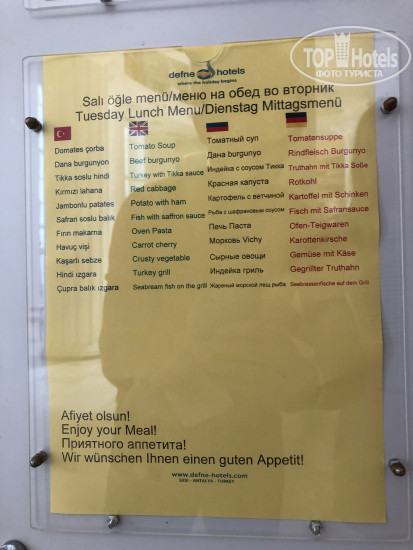 TOP Hotels
ФОТО ТУРИСТА
defne hotels
where the holiday begins
Salı öğle menü/меню на обед во вторник
Tuesday Lunch Menu/Dienstag Mittagsmenü
Domates çorba Tomato Soup Томатный суп Tomatensuppe
Dana burgunyon Beef burgunyo Дана burgunyo Rindfleisch Burgunyo
Tikka soslu hindi Turkey with Tikka sauce Индейка с соусом Тикка Truthahn mit Tikka Soße
Kırmızı lahana Red cabbage Красная капуста Rotkohl
Jambonlu patates Potato with ham Картофель с ветчиной Kartoffel mit Schinken
Safran soslu balık Fish with saffron sauce Рыба с шафрановым соусом Fisch mit Safransauce
Fırın makarna Oven Pasta Печь Паста Ofen-Teigwaren
Havuç vişi Carrot cherry Морковь Vichy Karottenkirsche
Kaşarlı sebze Crusty vegetable Сырные овощи Gemüse mit Käse
Hindi ızgara Turkey grill Индейка гриль Gegrillter Truthahn
Çupra balık ızgara Seabream fish on the grill Жареный морской лещ рыба Seebrassenfische auf dem Grill
Afiyet olsun!
Enjoy your Meal!
Приятного аппетита!
Wir wünschen Ihnen einen guten Appetit!
www.defne-hotels.com
SIDE - ANTALYA - TURKEY